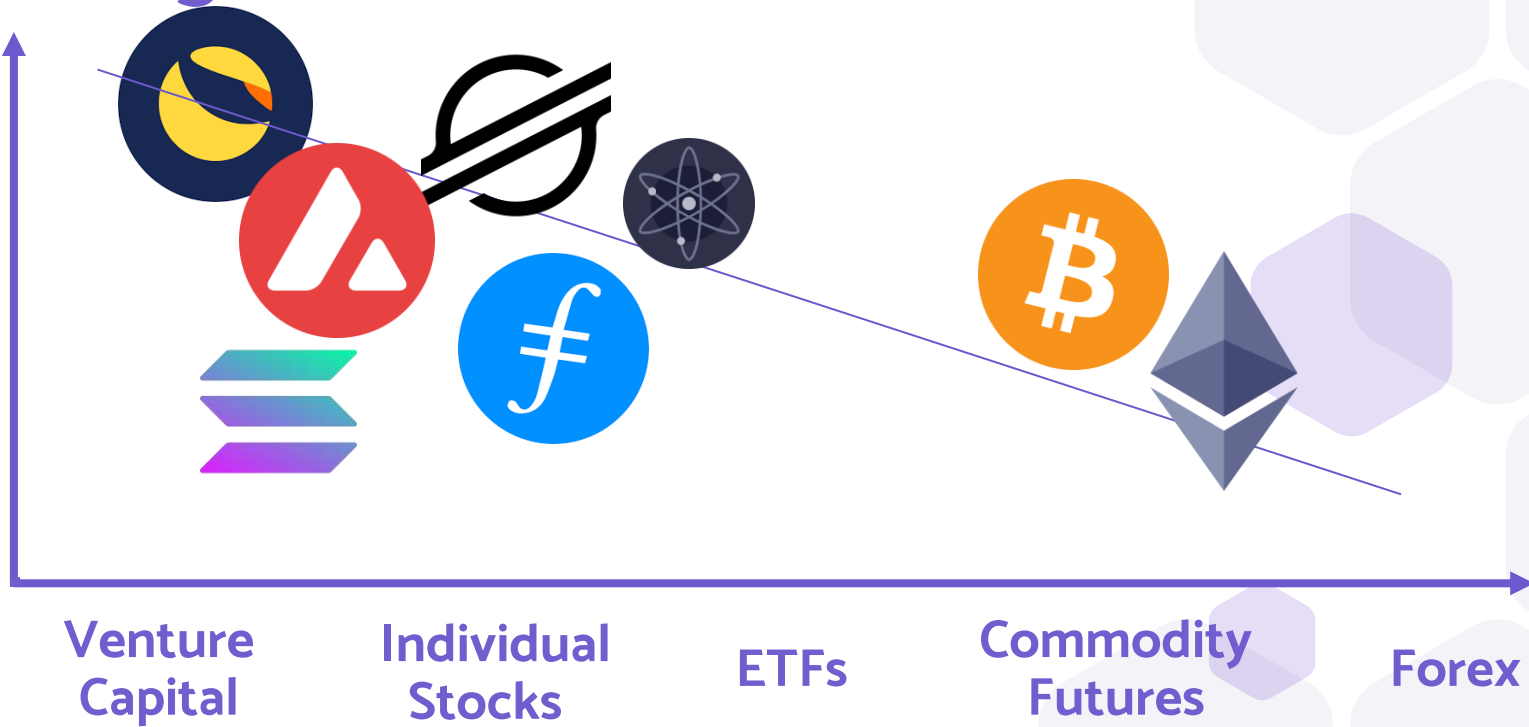 Venture
Capital
Individual
Stocks
ETFs
Commodity
Futures
Forex